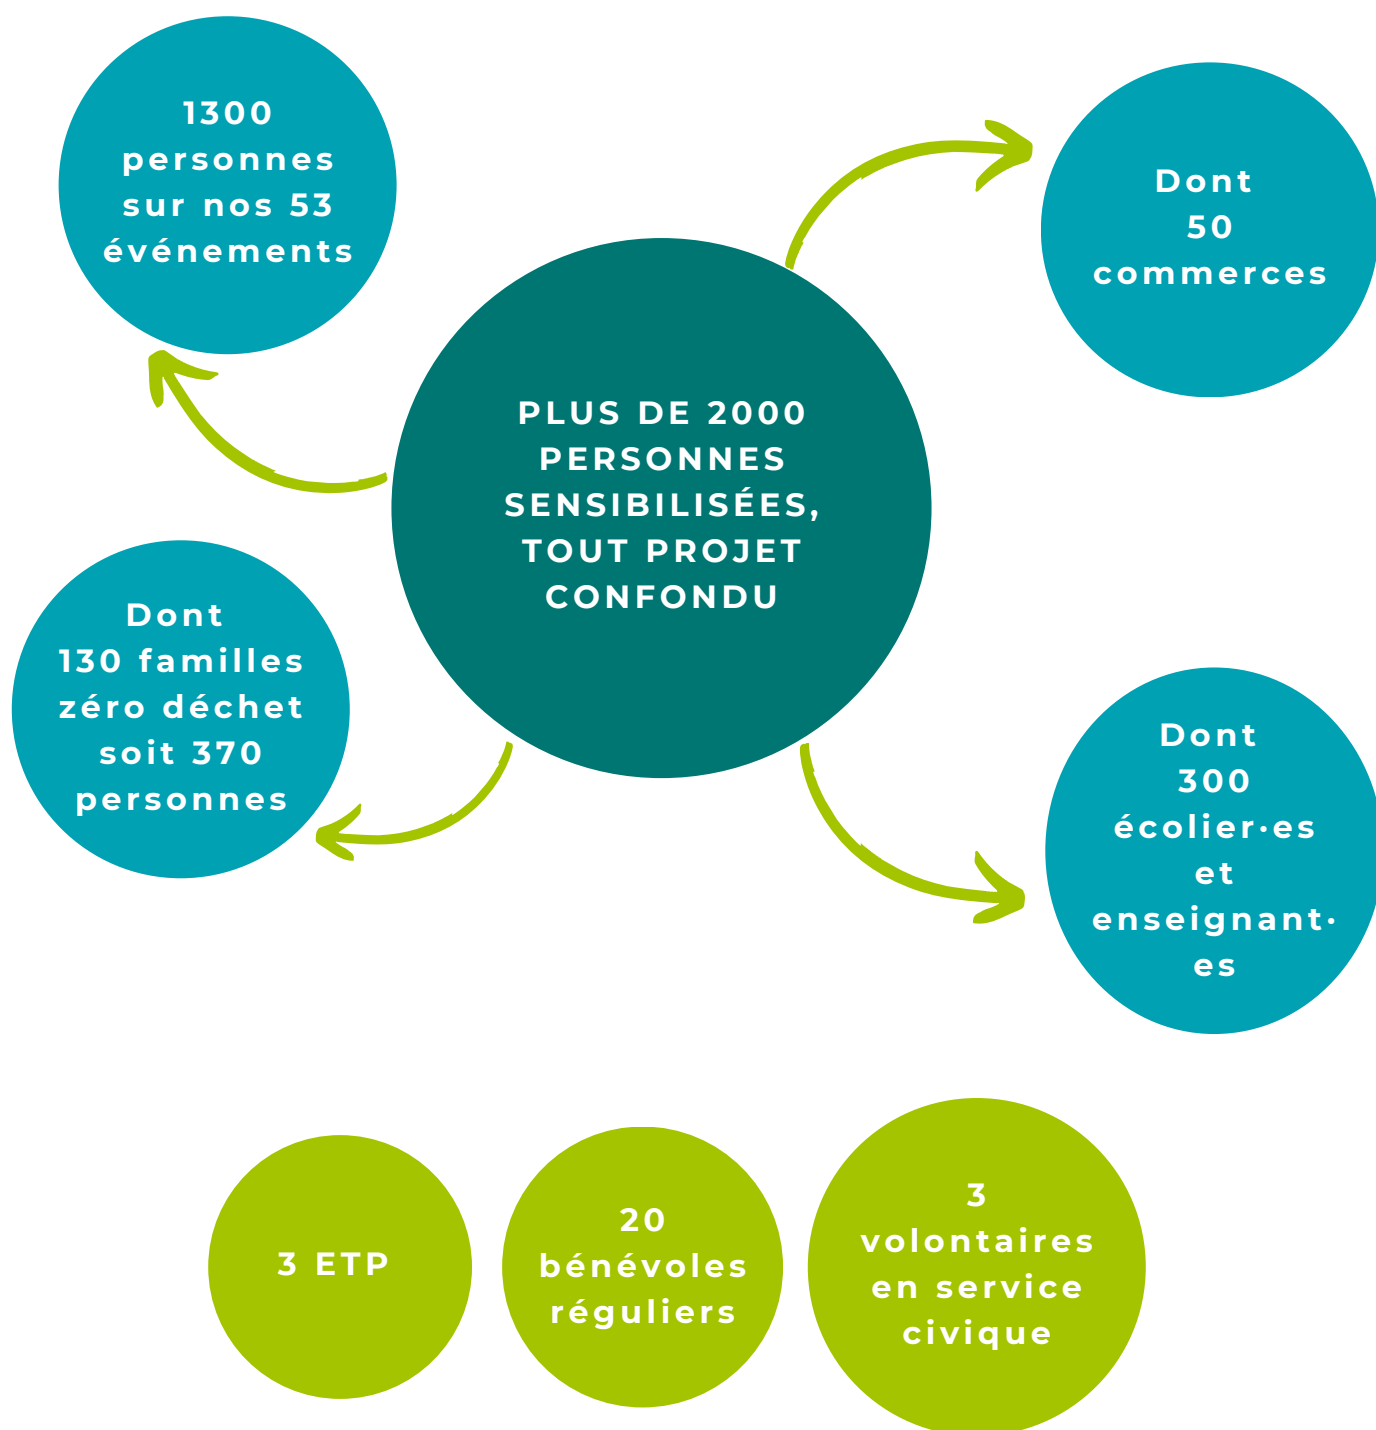 1300
personnes
sur nos 53
événements
Dont
50
commerces
PLUS DE 2000
PERSONNES
SENSIBILISÉES,
TOUT PROJET
CONFONDU
Dont
130 familles
zéro déchet
soit 370
personnes
Dont
300
écolier·es
et
enseignant·
es
3 ETP
20
bénévoles
réguliers
3
volontaires
en service
civique